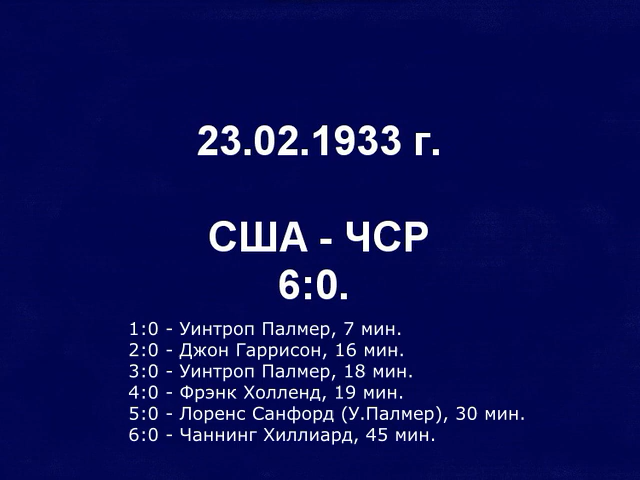 23.02.1933 г.
США - ЧСР
6:0.
1:0 - Уинтроп Палмер, 7 мин.
2:0 - Джон Гаррисон, 16 мин.
3:0 - Уинтроп Палмер, 18 мин.
4:0 - Фрэнк Холленд, 19 мин.
5:0 - Лоренс Санфорд (У.Палмер), 30 мин.
6:0 - Чаннинг Хиллиард, 45 мин.